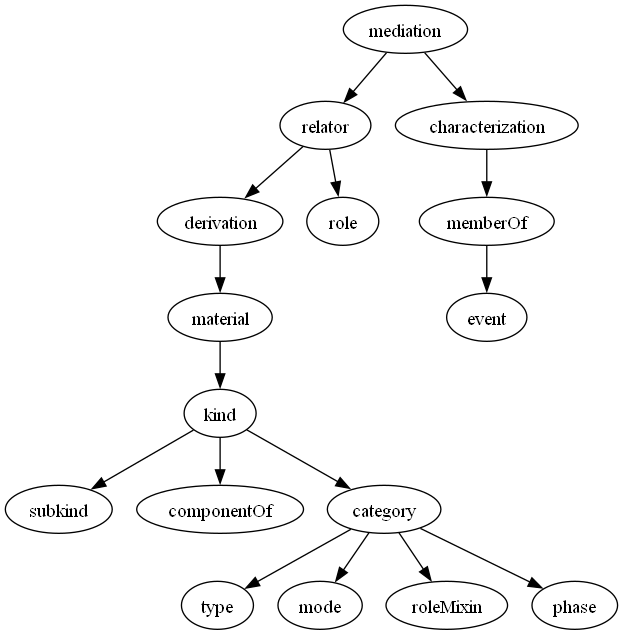 mediation
relator
characterization
derivation
role
memberOf
material
event
kind
subkind
componentOf
category
type
mode
roleMixin
phase